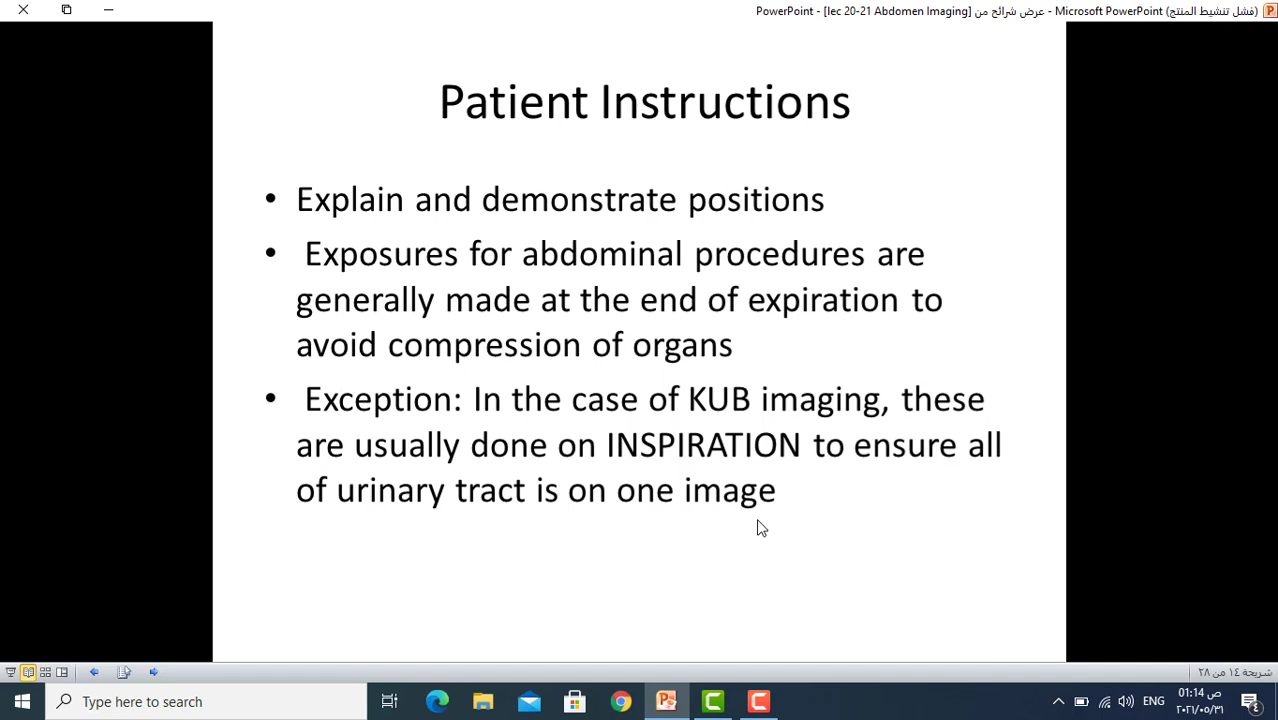 PowerPoint - [lec 20-21 Abdomen Imaging] عرض شرائح من - Microsoft PowerPoint (فشل تنشيط المنتج)
Patient Instructions
• Explain and demonstrate positions
• Exposures for abdominal procedures are
generally made at the end of expiration to
avoid compression of organs
• Exception: In the case of KUB imaging, these
are usually done on INSPIRATION to ensure all
of urinary tract is on one image
شريحة ١٤ من ٢٨
Type here to search
ENG
01:14 ص
٢٠٢١/٠٥/٣١